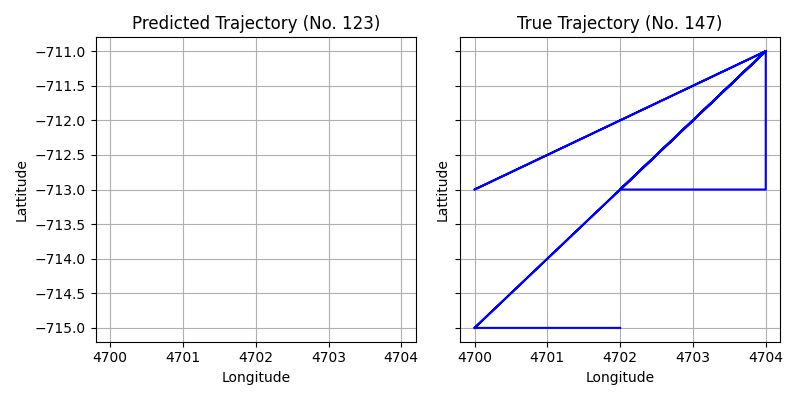 Predicted Trajectory (No. 123)
−711.0
−711.5
−712.0
−712.5
−713.0
−713.5
−714.0
−714.5
−715.0
Lattitude
4700 4701 4702 4703 4704
Longitude
True Trajectory (No. 147)
Lattitude
4700 4701 4702 4703 4704
Longitude